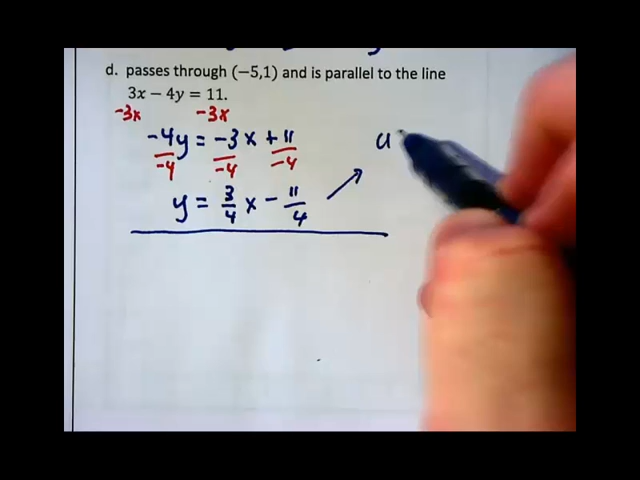 d. passes through (−5,1) and is parallel to the line
3x − 4y = 11.
-3x -3x
-4y = -3x + 11
-4 -4 -4
y = 3/4 x - 11/4